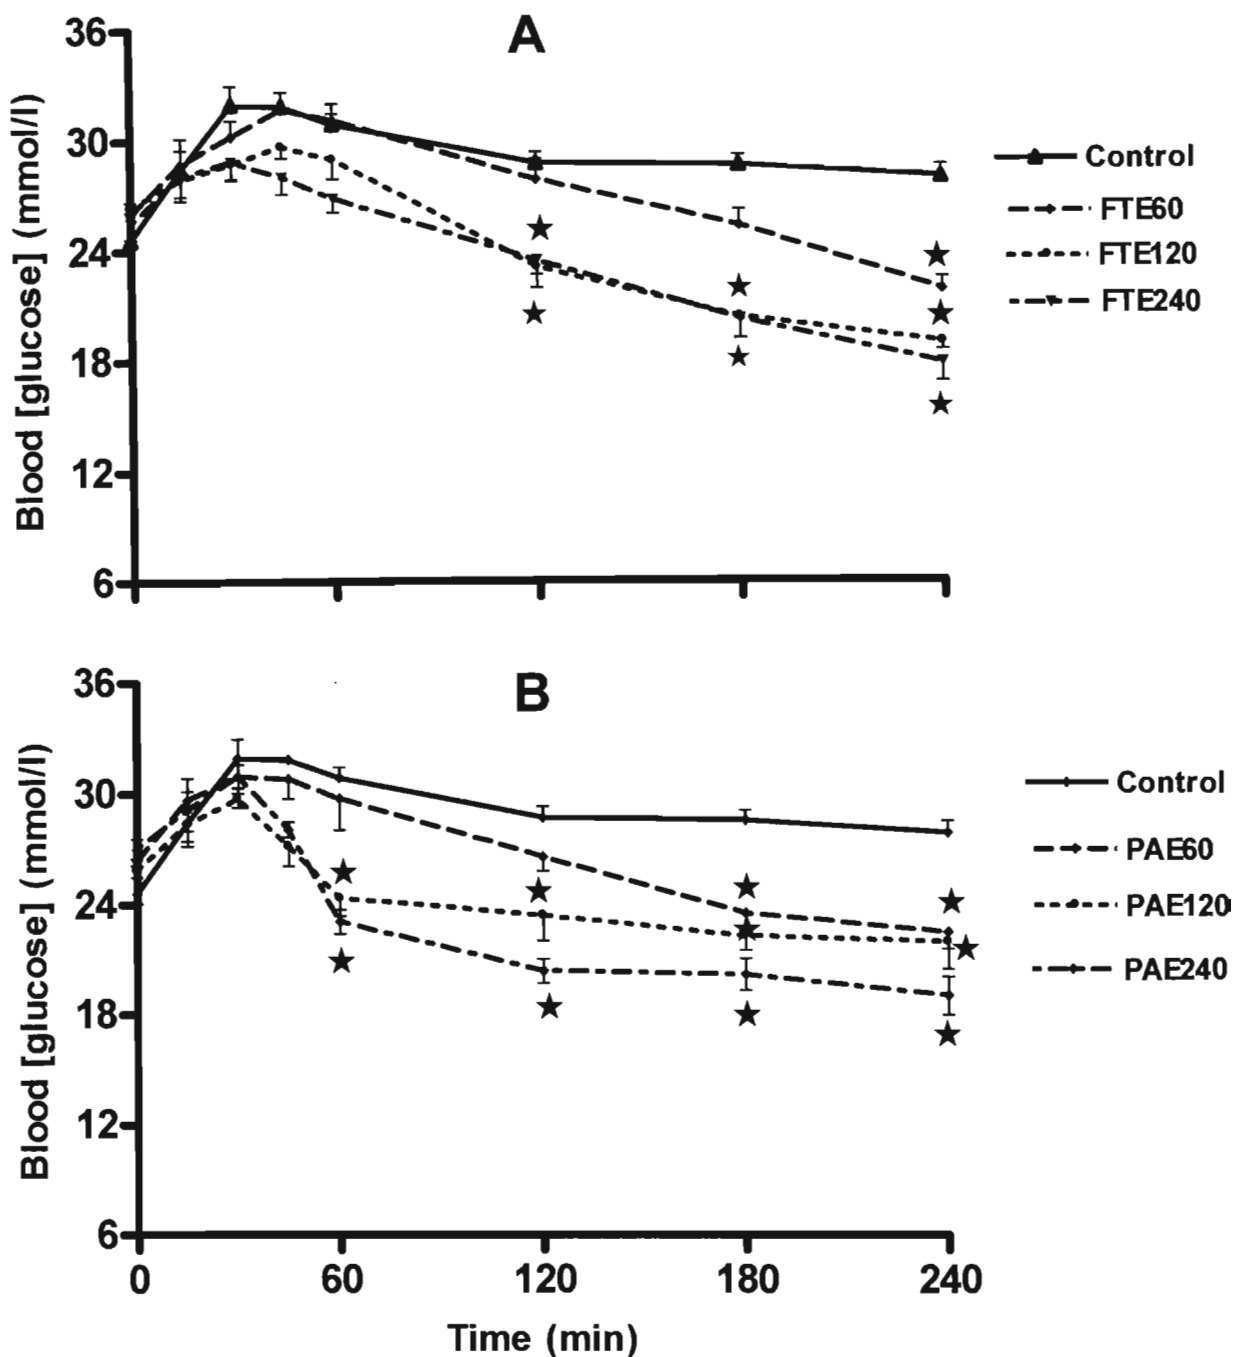 A
36
30
24
18
12
6
Blood [glucose] (mmol/l)
Control
FTE60
FTE120
FTE240
B
36
30
24
18
12
6
Blood [glucose] (mmol/l)
Control
PAE60
PAE120
PAE240
0 60 120 180 240
Time (min)